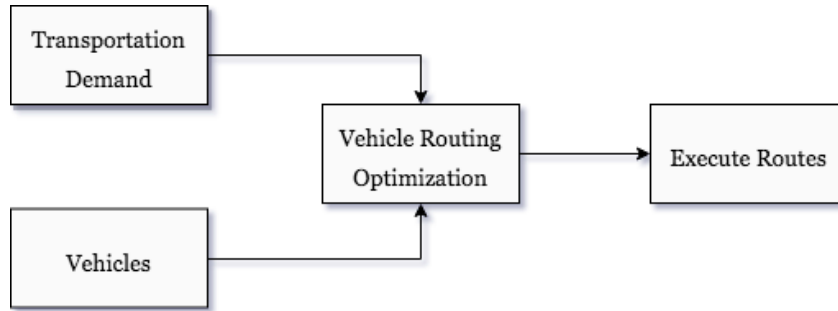 Transportation
Demand
Vehicle Routing
Optimization
Execute Routes
Vehicles